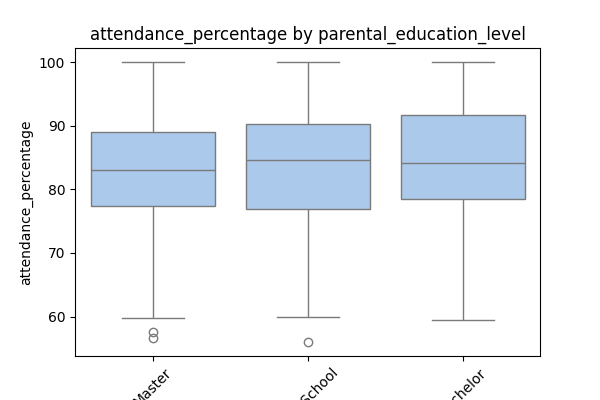 attendance_percentage by parental_education_level
100
90
80
70
60
attendance_percentage
Master
School
chelor